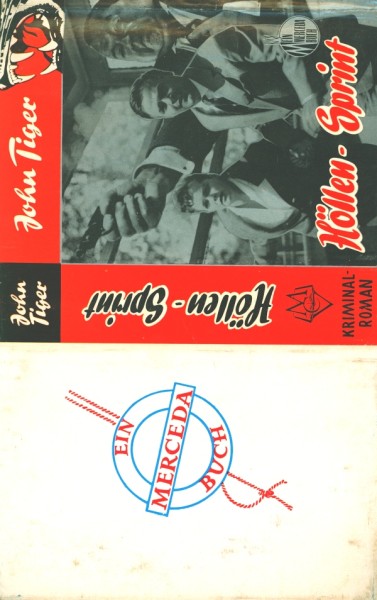 John Tiger
Höllen - Sprint
John
Tiger
Höllen - Sprint
KRIMINAL-
ROMAN
EIN
MERCEDA
BUCH